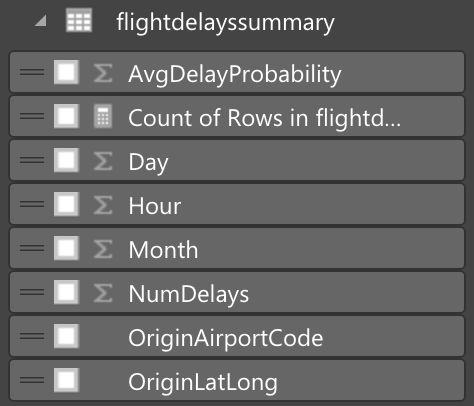 flightdelayssummary
AvgDelayProbability
Count of Rows in flightd...
Day
Hour
Month
NumDelays
OriginAirportCode
OriginLatLong